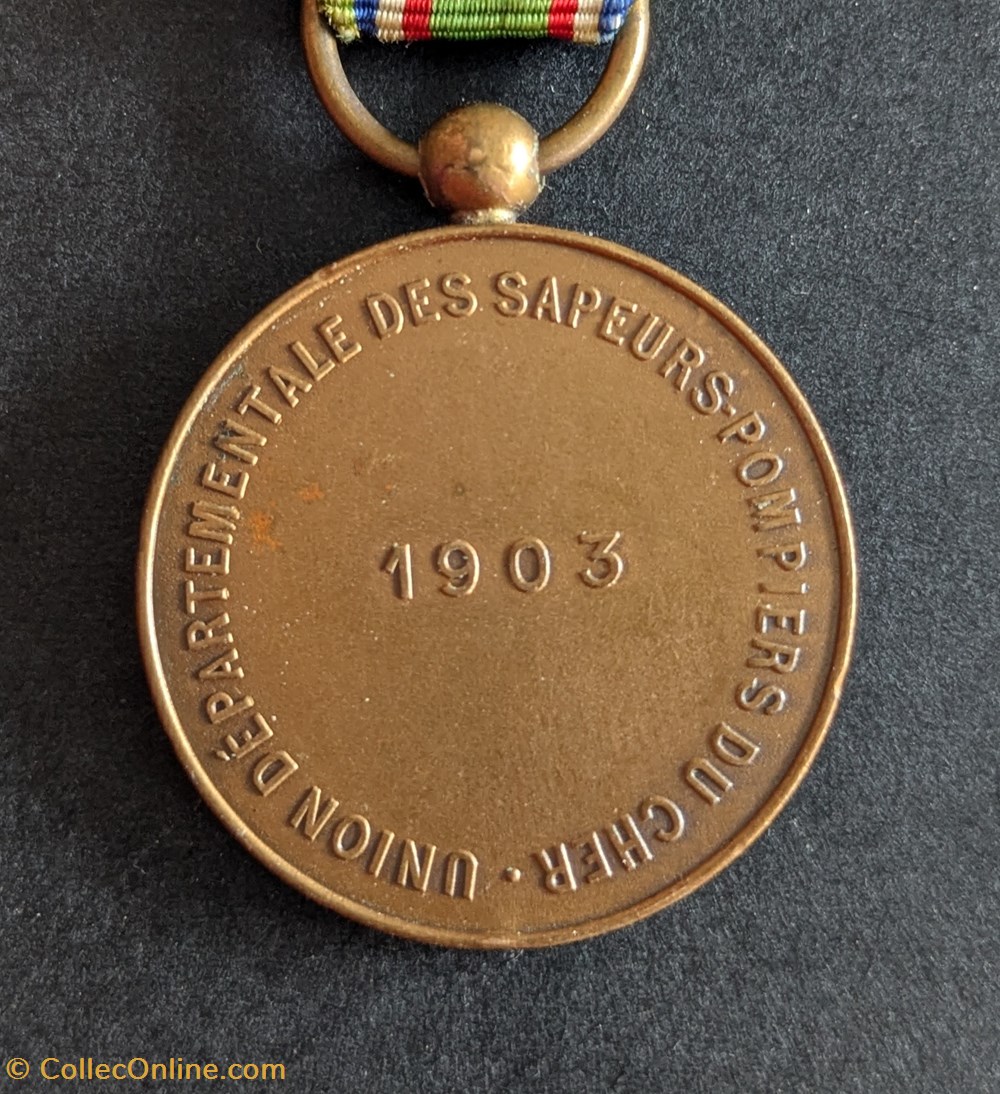 UNION DÉPARTEMENTALE DES SAPEURS-POMPIERS DU CHER ·
1903
© CollecOnline.com